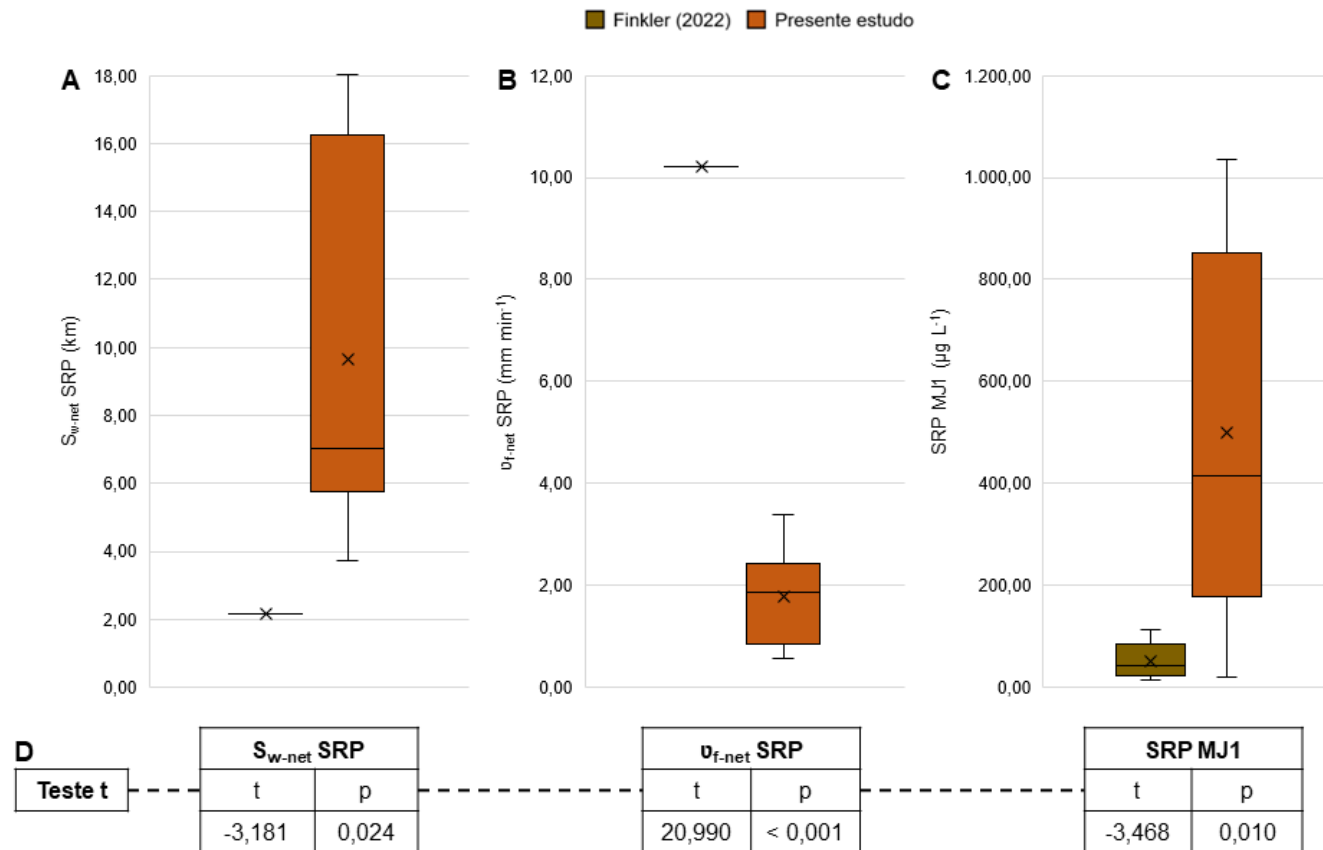 Finkler (2022) Presente estudo
A
18,00
16,00
14,00
12,00
10,00
8,00
6,00
4,00
2,00
0,00
Sw-net SRP (km)
B
12,00
10,00
8,00
6,00
4,00
2,00
0,00
υf-net SRP (mm min-1)
C
1.200,00
1.000,00
800,00
600,00
400,00
200,00
0,00
SRP MJ1 (µg L-1)
D
Teste t
Sw-net SRP
t p
-3,181 0,024
υf-net SRP
t p
20,990 < 0,001
SRP MJ1
t p
-3,468 0,010